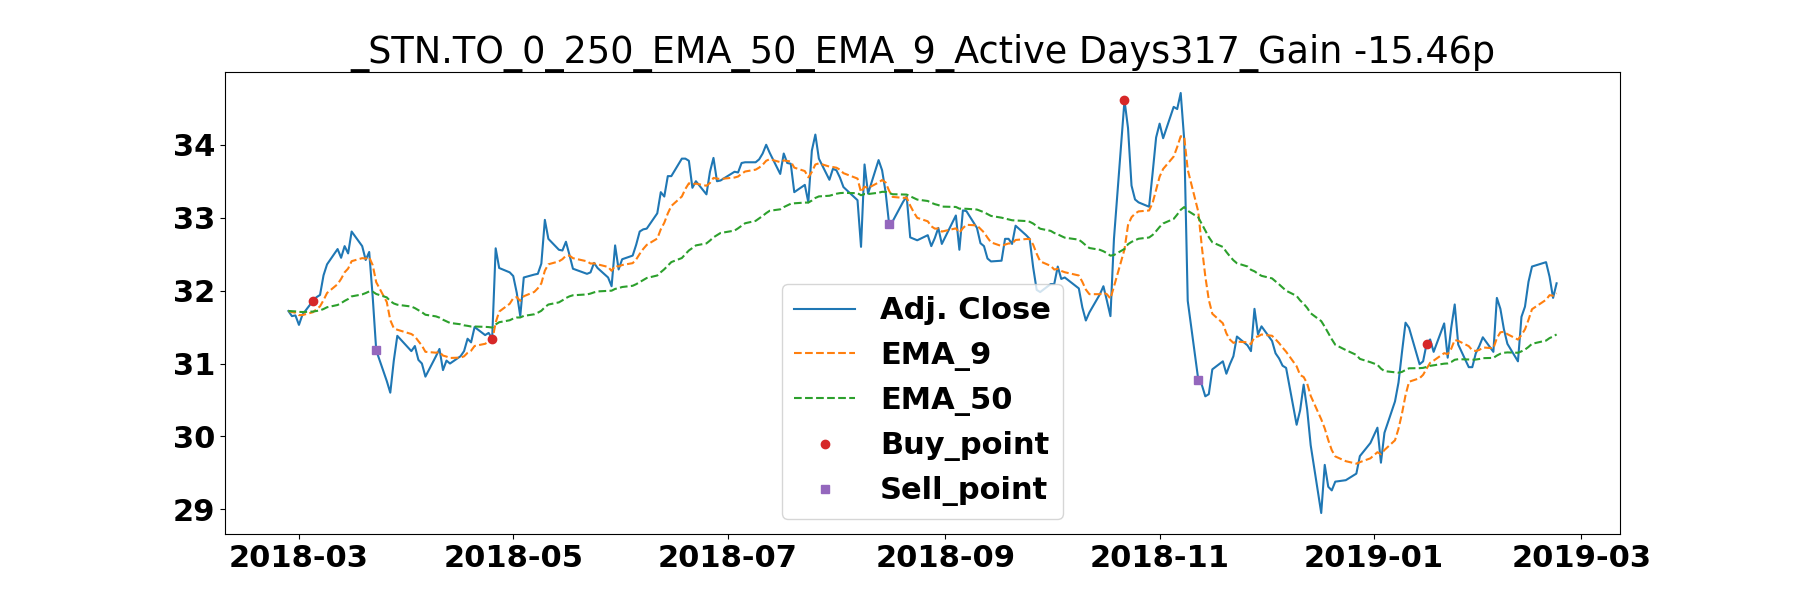 _STN.TO_0_250_EMA_50_EMA_9_Active Days317_Gain -15.46p
34
33
32
31
30
29
Adj. Close
EMA_9
EMA_50
Buy_point
Sell_point
2018-03 2018-05 2018-07 2018-09 2018-11 2019-01 2019-03